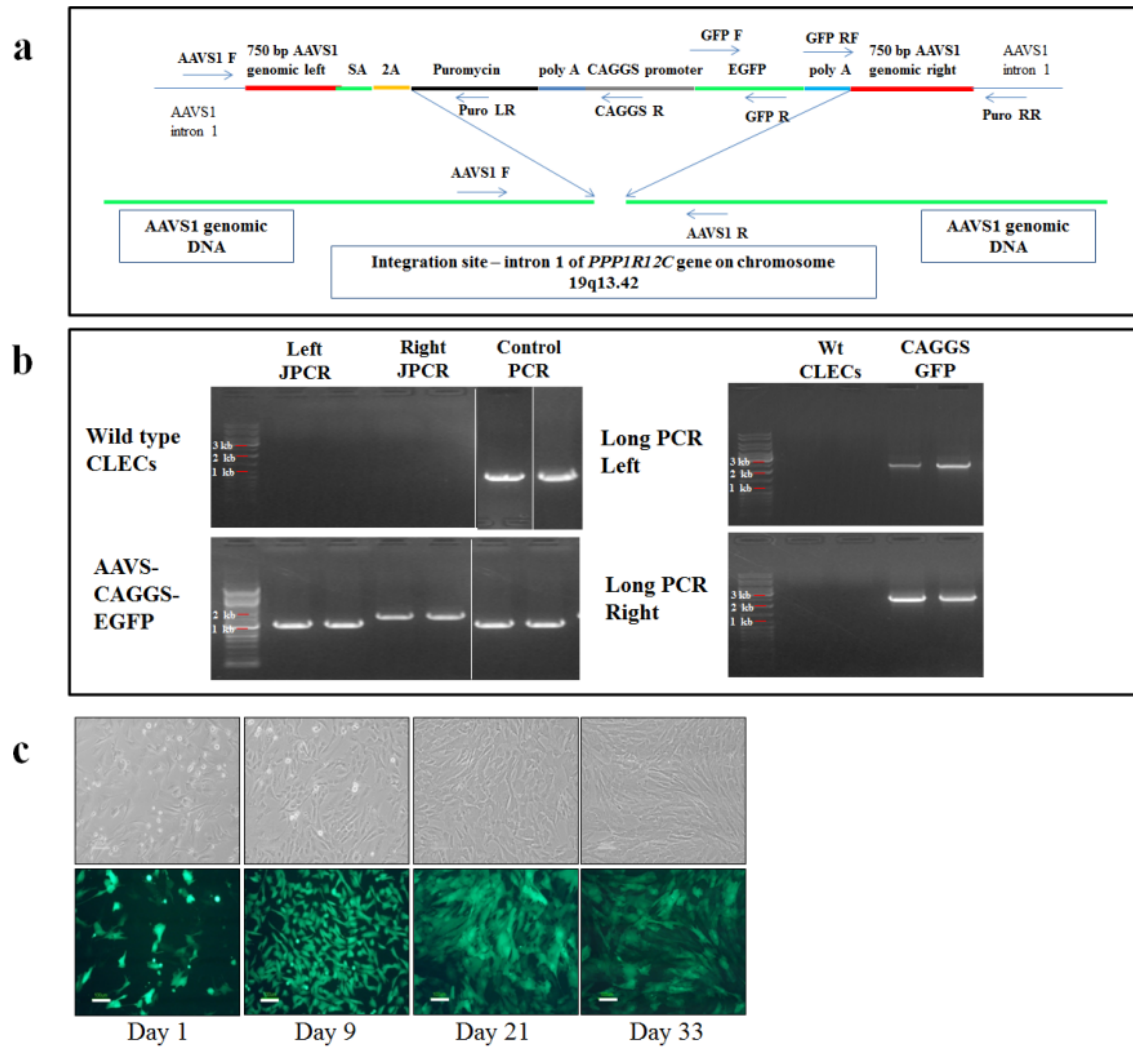 a
AAVS1 F
750 bp AAVS1
genomic left
SA
2A
Puromycin
poly A
CAGGS promoter
GFP F
EGFP
GFP RF
poly A
750 bp AAVS1
genomic right
AAVS1
intron 1
AAVS1
intron 1
Puro LR
CAGGS R
GFP R
Puro RR
AAVS1 F
AAVS1 R
AAVS1 genomic
DNA
Integration site – intron 1 of PPP1R12C gene on chromosome
19q13.42
AAVS1 genomic
DNA
b
Left
JPCR
Right
JPCR
Control
PCR
Wild type
CLECs
3 kb
2 kb
1 kb
AAVS-
CAGGS-
EGFP
2 kb
1 kb
Wt
CLECs
CAGGS
GFP
Long PCR
Left
3 kb
2 kb
1 kb
Long PCR
Right
3 kb
2 kb
1 kb
c
Day 1
Day 9
Day 21
Day 33